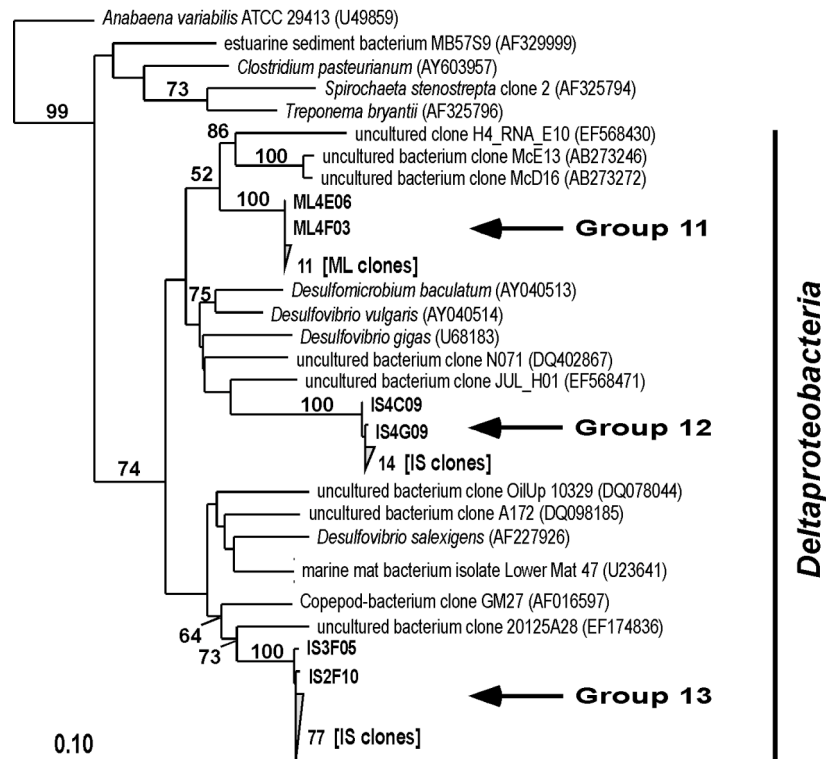 Anabaena variabilis ATCC 29413 (U49859)
estuarine sediment bacterium MB57S9 (AF329999)
Clostridium pasteurianum (AY603957)
73
Spirochaeta stenostrepta clone 2 (AF325794)
99
Treponema bryantii (AF325796)
86
uncultured clone H4_RNA_E10 (EF568430)
100
uncultured bacterium clone McE13 (AB273246)
52
uncultured bacterium clone McD16 (AB273272)
100
ML4E06
ML4F03
Group 11
11 [ML clones]
75
Desulfomicrobium baculatum (AY040513)
Desulfovibrio vulgaris (AY040514)
Desulfovibrio gigas (U68183)
uncultured bacterium clone N071 (DQ402867)
uncultured bacterium clone JUL_H01 (EF568471)
100
IS4C09
IS4G09
Group 12
74
14 [IS clones]
uncultured bacterium clone OilUp 10329 (DQ078044)
uncultured bacterium clone A172 (DQ098185)
Desulfovibrio salexigens (AF227926)
marine mat bacterium isolate Lower Mat 47 (U23641)
Copepod-bacterium clone GM27 (AF016597)
64
uncultured bacterium clone 20125A28 (EF174836)
73
100
IS3F05
IS2F10
Group 13
77 [IS clones]
0.10
Deltaproteobacteria